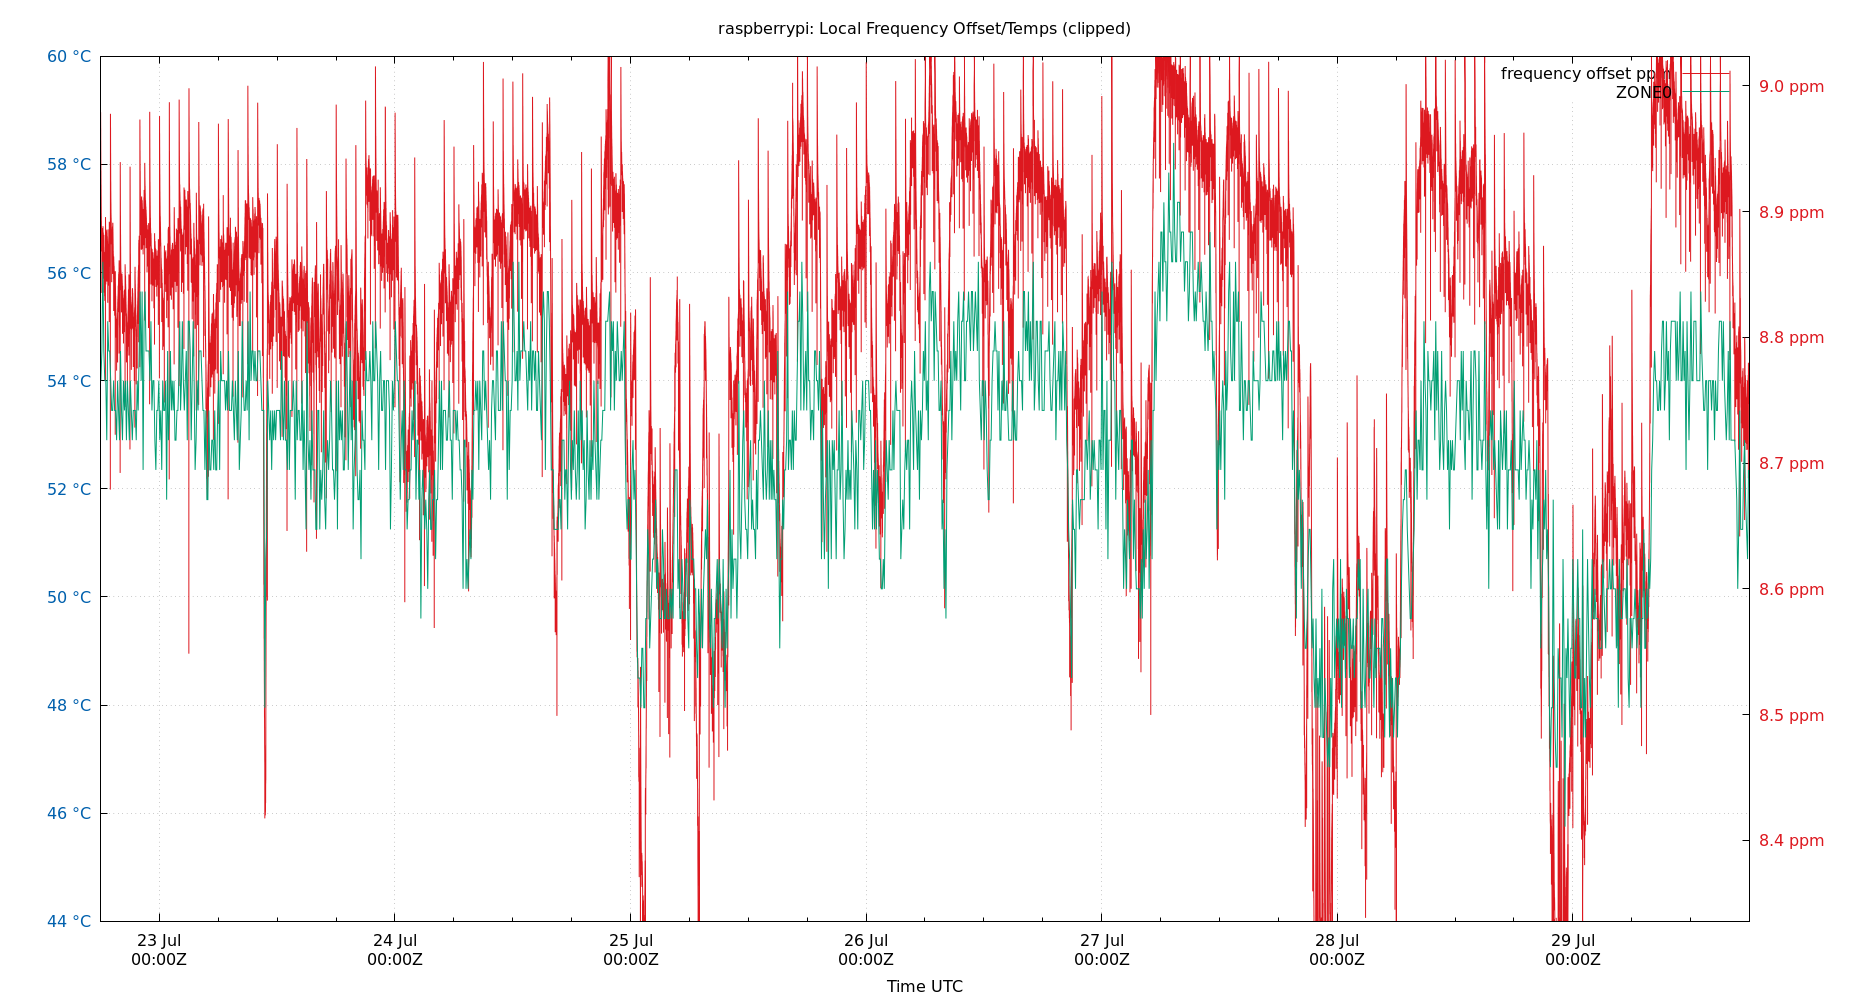 raspberrypi: Local Frequency Offset/Temps (clipped)
60 °C
58 °C
56 °C
54 °C
52 °C
50 °C
48 °C
46 °C
44 °C
frequency offset ppm
ZONE0
9.0 ppm
8.9 ppm
8.8 ppm
8.7 ppm
8.6 ppm
8.5 ppm
8.4 ppm
23 Jul
00:00Z
24 Jul
00:00Z
25 Jul
00:00Z
26 Jul
00:00Z
27 Jul
00:00Z
28 Jul
00:00Z
29 Jul
00:00Z
Time UTC